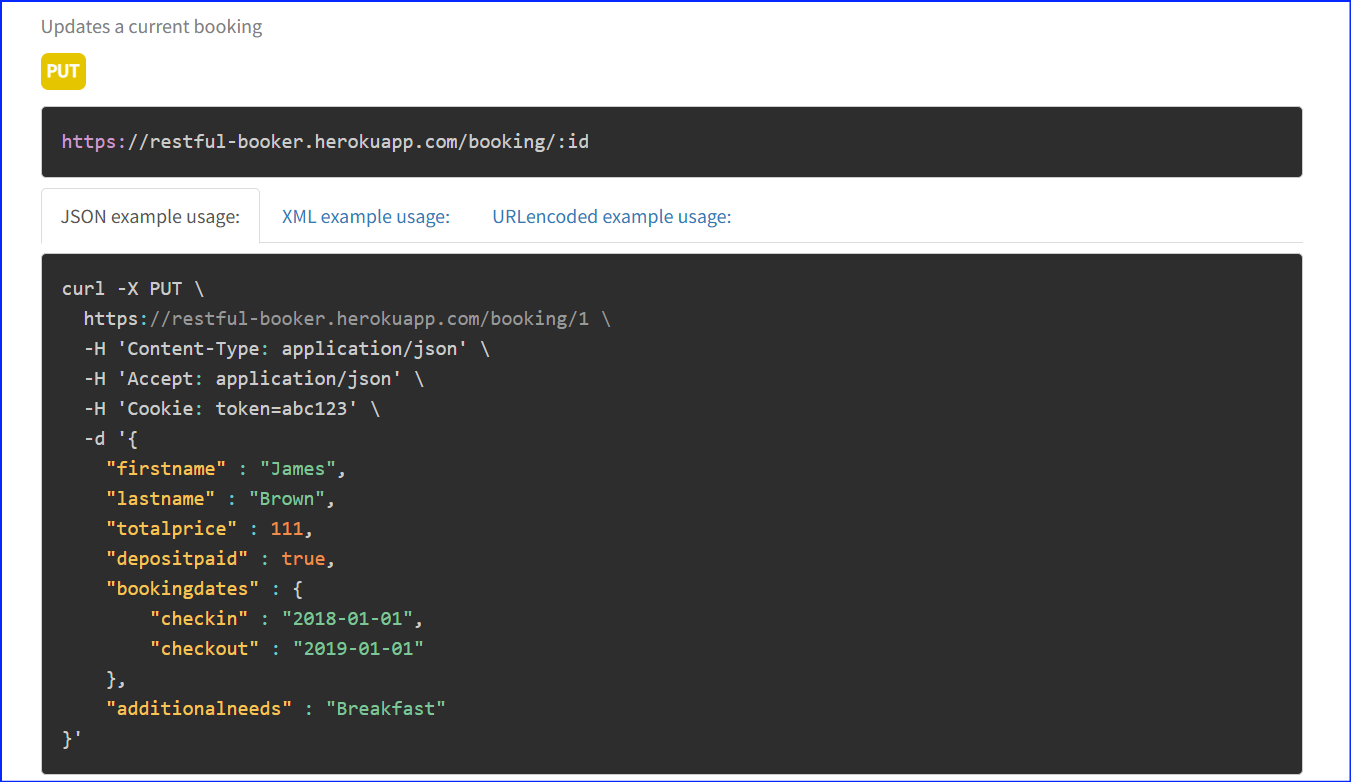 Updates a current booking
PUT
https://restful-booker.herokuapp.com/booking/:id
JSON example usage: XML example usage: URLencoded example usage:
curl -X PUT \
  https://restful-booker.herokuapp.com/booking/1 \
  -H 'Content-Type: application/json' \
  -H 'Accept: application/json' \
  -H 'Cookie: token=abc123' \
  -d '{
    "firstname" : "James",
    "lastname" : "Brown",
    "totalprice" : 111,
    "depositpaid" : true,
    "bookingdates" : {
        "checkin" : "2018-01-01",
        "checkout" : "2019-01-01"
    },
    "additionalneeds" : "Breakfast"
}'